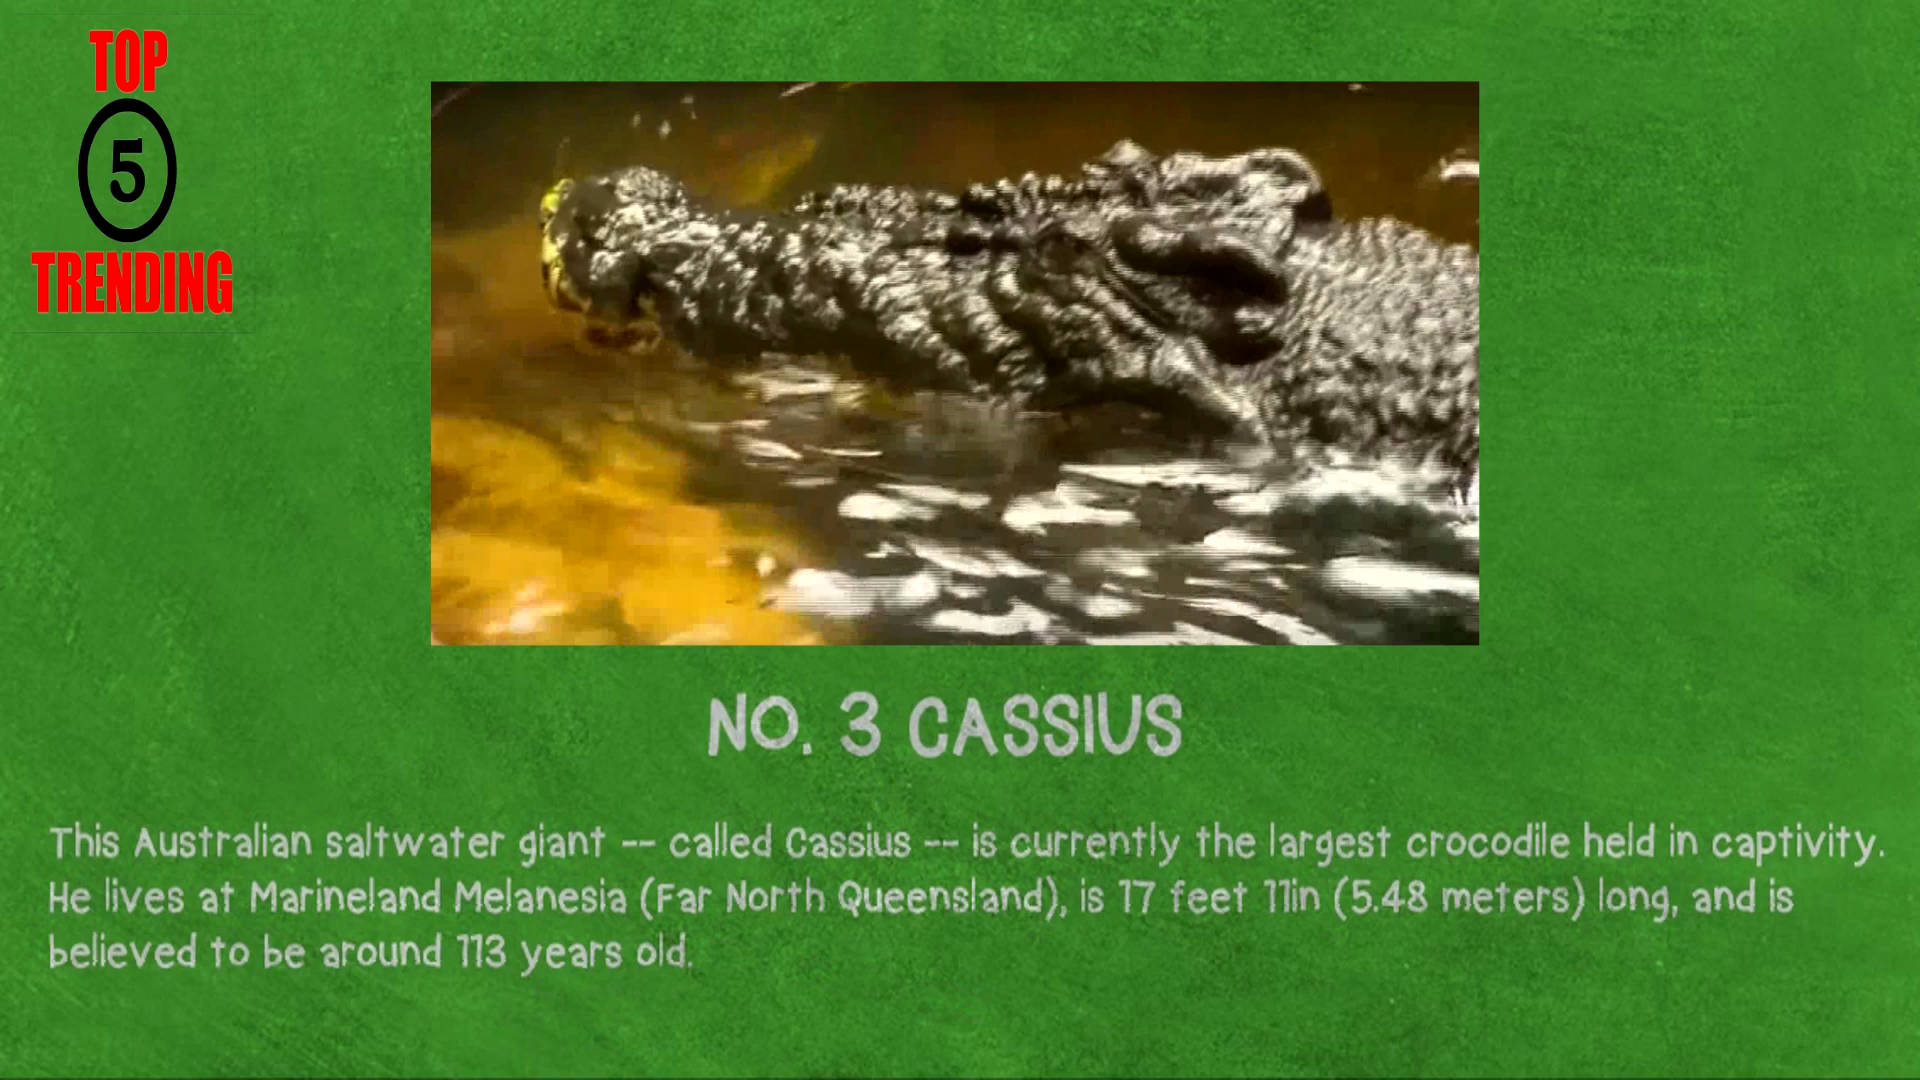 TOP
5
TRENDING
NO. 3 CASSIUS
This Australian saltwater giant -- called Cassius -- is currently the largest crocodile held in captivity.
He lives at Marineland Melanesia (Far North Queensland), is 17 feet 11in (5.48 meters) long, and is
believed to be around 113 years old.